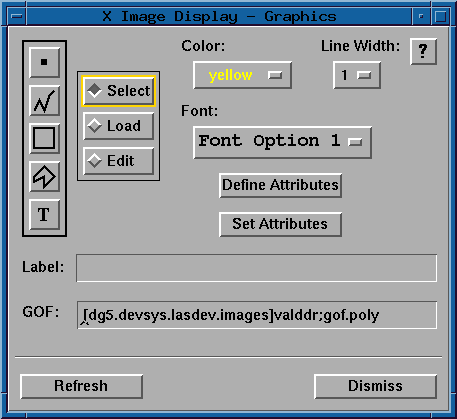 X Image Display - Graphics
Color: Line Width: ?
yellow 1
Select
Load
Edit
Font:
Font Option 1
T
Define Attributes
Set Attributes
Label:
GOF: [dg5.devsys.lasdev.images]valddr;gof.poly
Refresh Dismiss